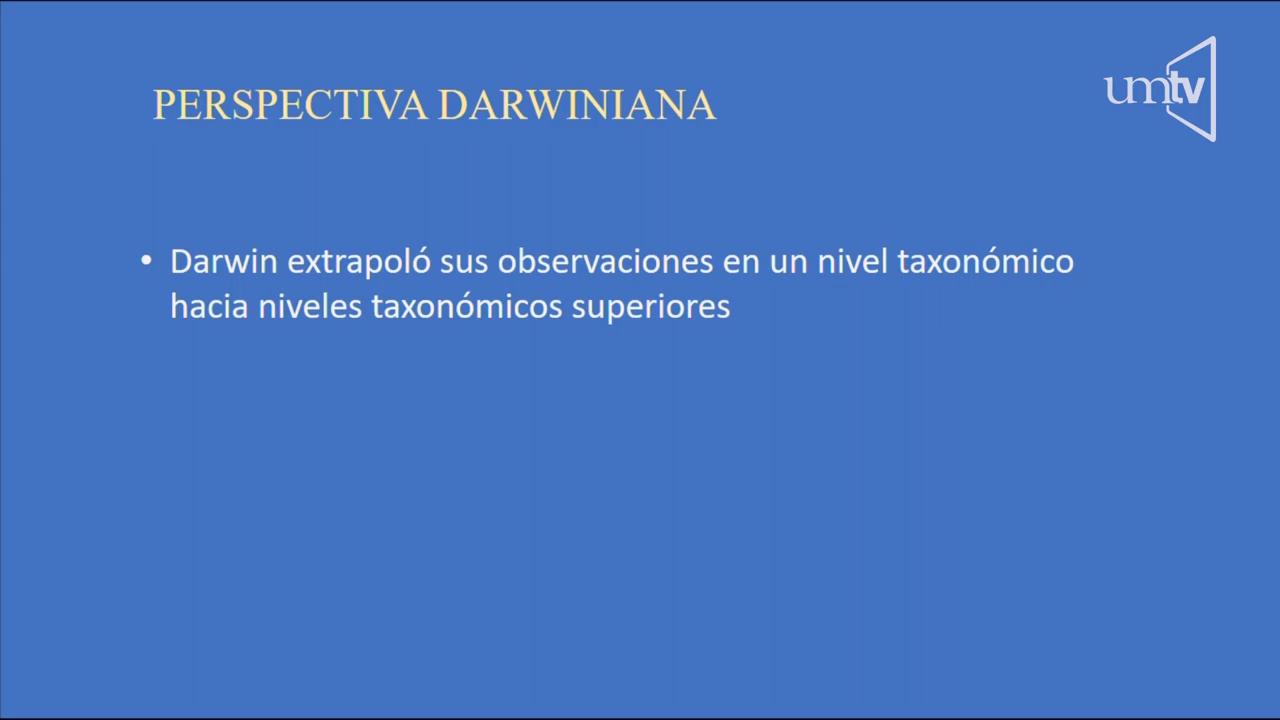 PERSPECTIVA DARWINIANA
umtv
• Darwin extrapoló sus observaciones en un nivel taxonómico
hacia niveles taxonómicos superiores